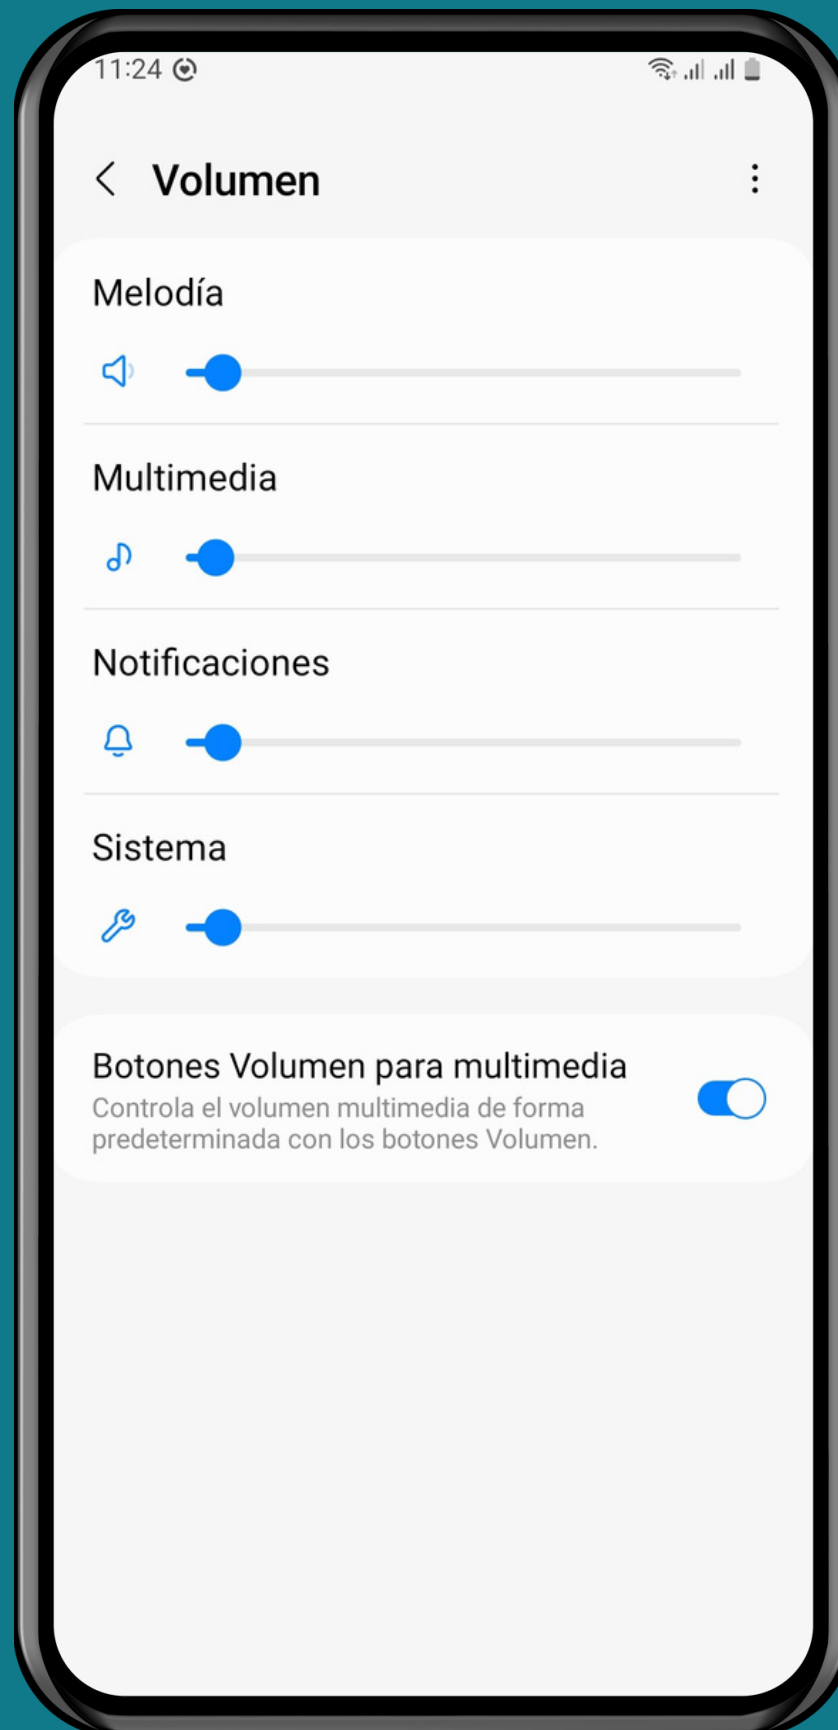 11:24
Volumen
Melodía
Multimedia
Notificaciones
Sistema
Botones Volumen para multimedia
Controla el volumen multimedia de forma
predeterminada con los botones Volumen.